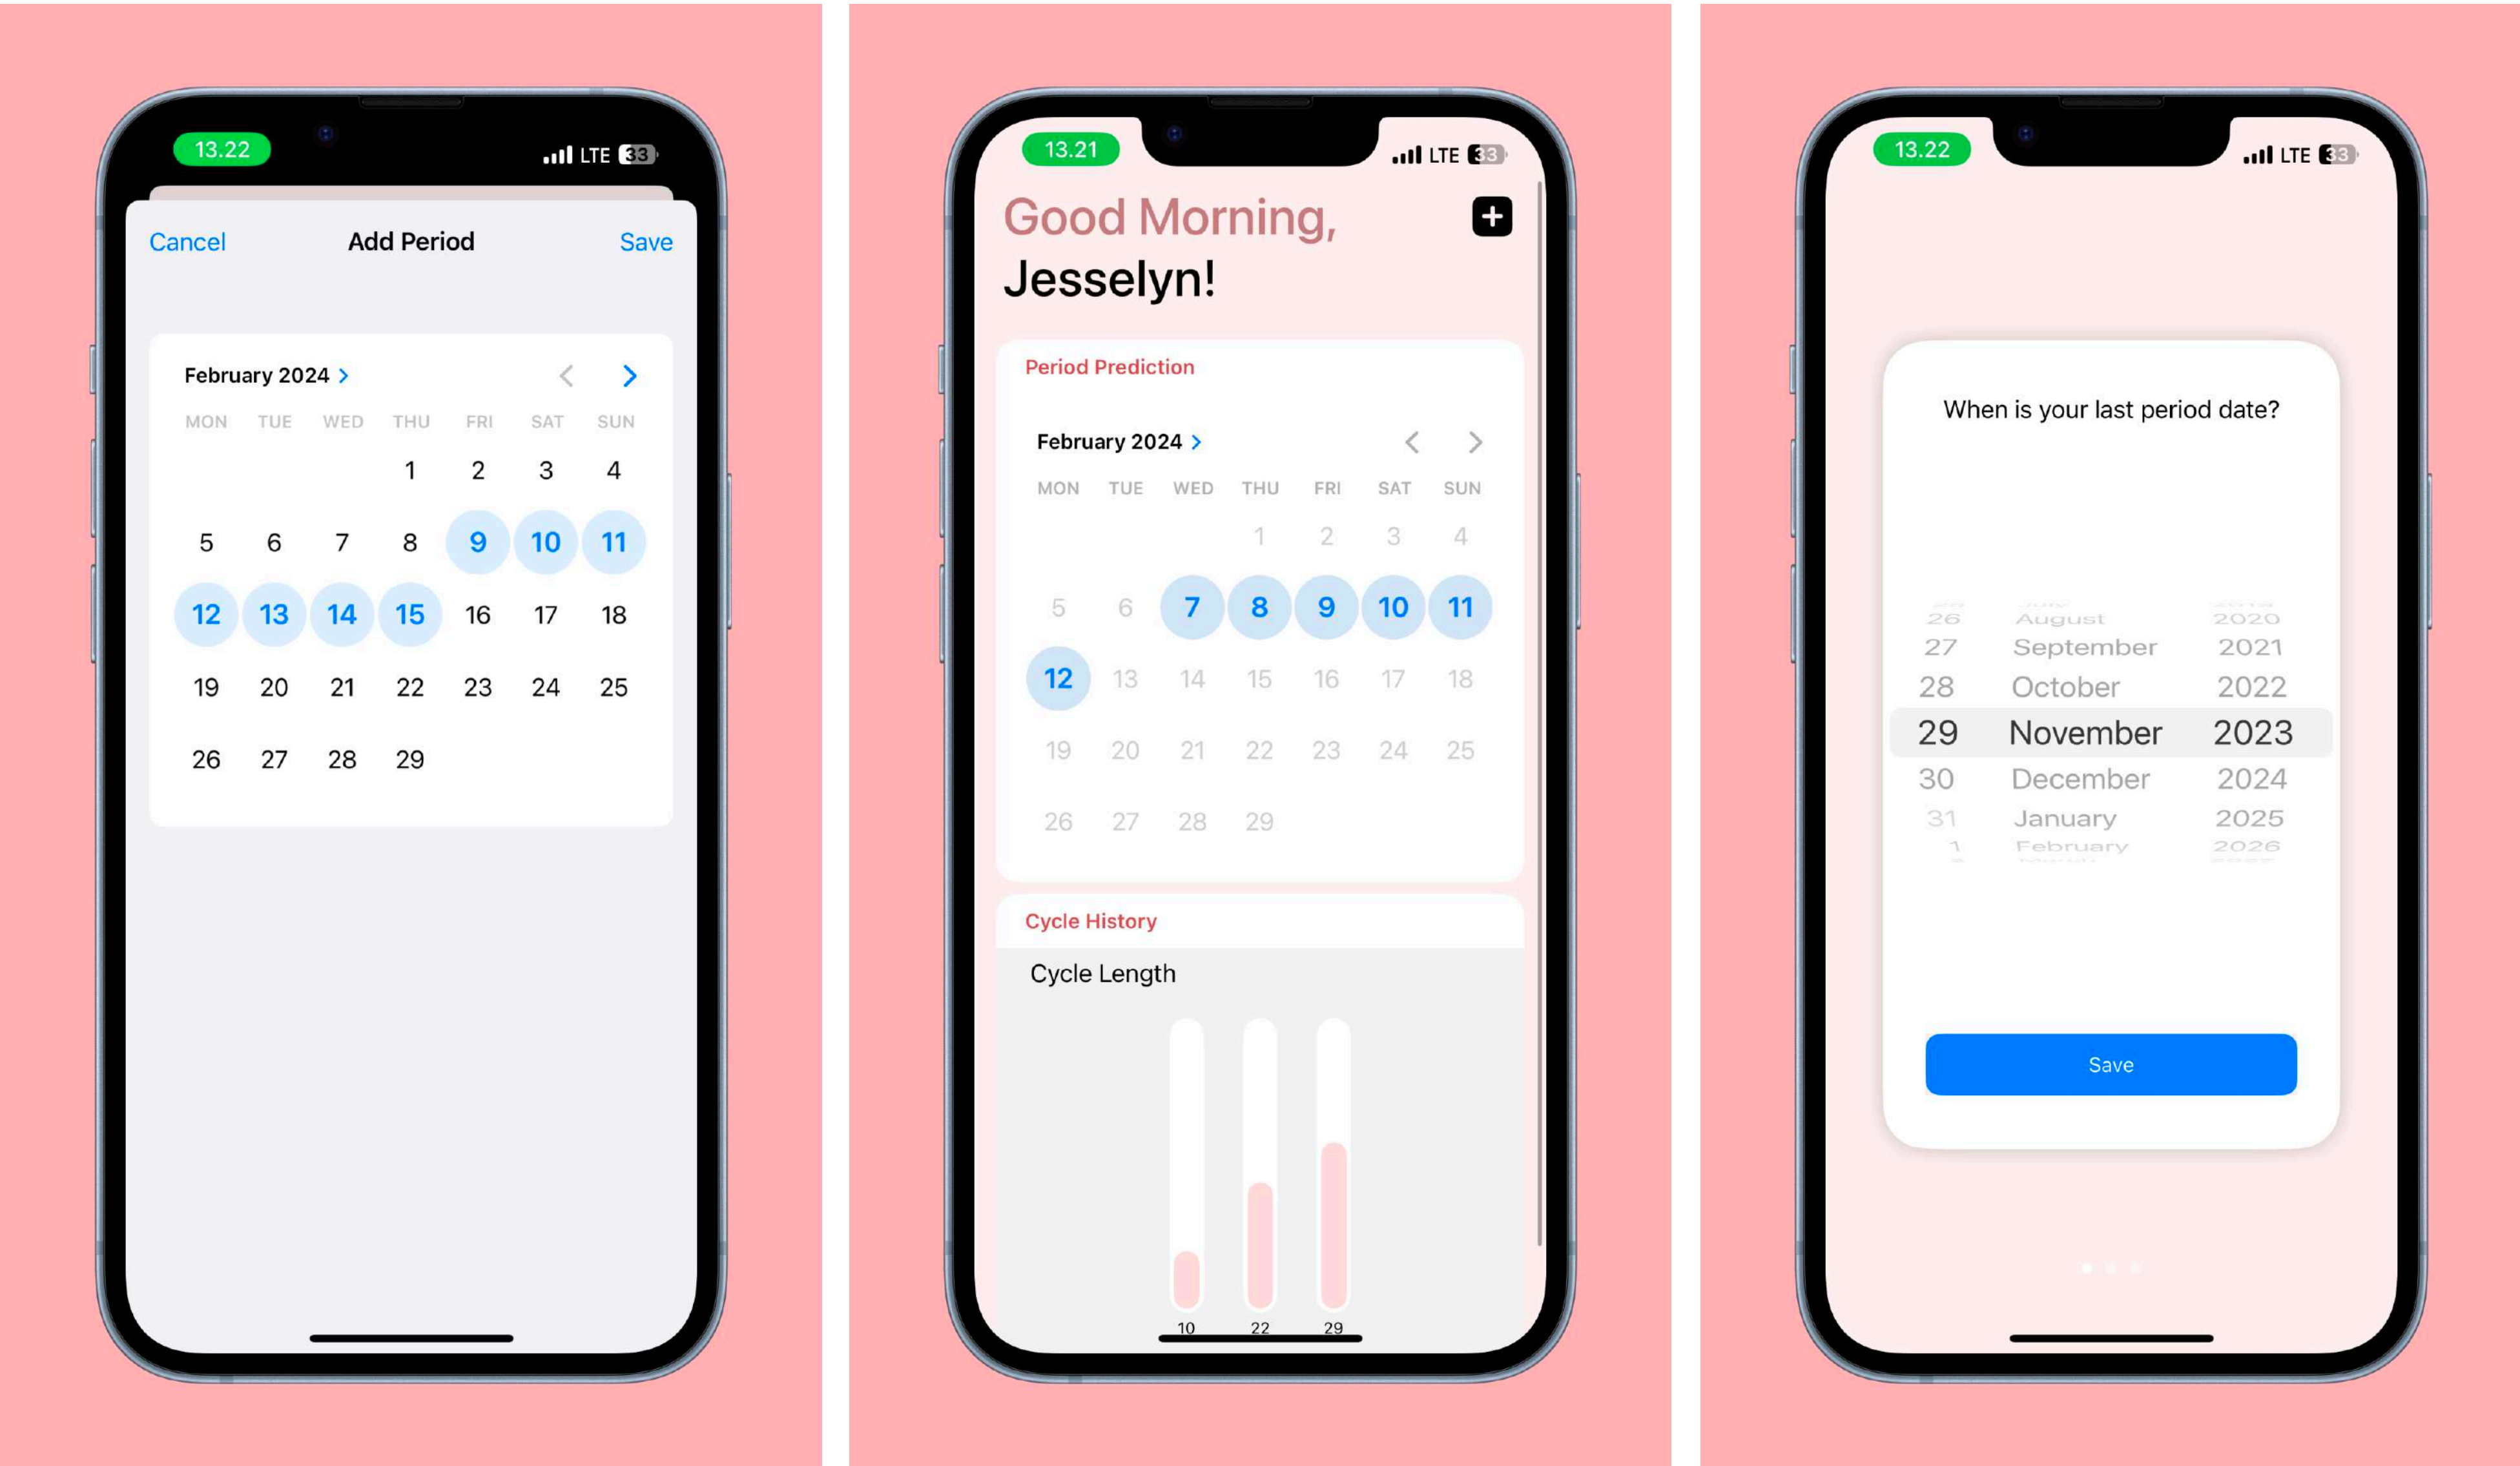 13.22
LTE 33
Cancel Add Period Save
February 2024
MON TUE WED THU FRI SAT SUN
1 2 3 4
5 6 7 8 9 10 11
12 13 14 15 16 17 18
19 20 21 22 23 24 25
26 27 28 29
13.21
LTE 33
Good Morning,
Jesselyn!
Period Prediction
February 2024
MON TUE WED THU FRI SAT SUN
1 2 3 4
5 6 7 8 9 10 11
12 13 14 15 16 17 18
19 20 21 22 23 24 25
26 27 28 29
Cycle History
Cycle Length
10 22 29
13.22
LTE 33
When is your last period date?
26 August 2020
27 September 2021
28 October 2022
29 November 2023
30 December 2024
31 January 2025
1 February 2026
Save